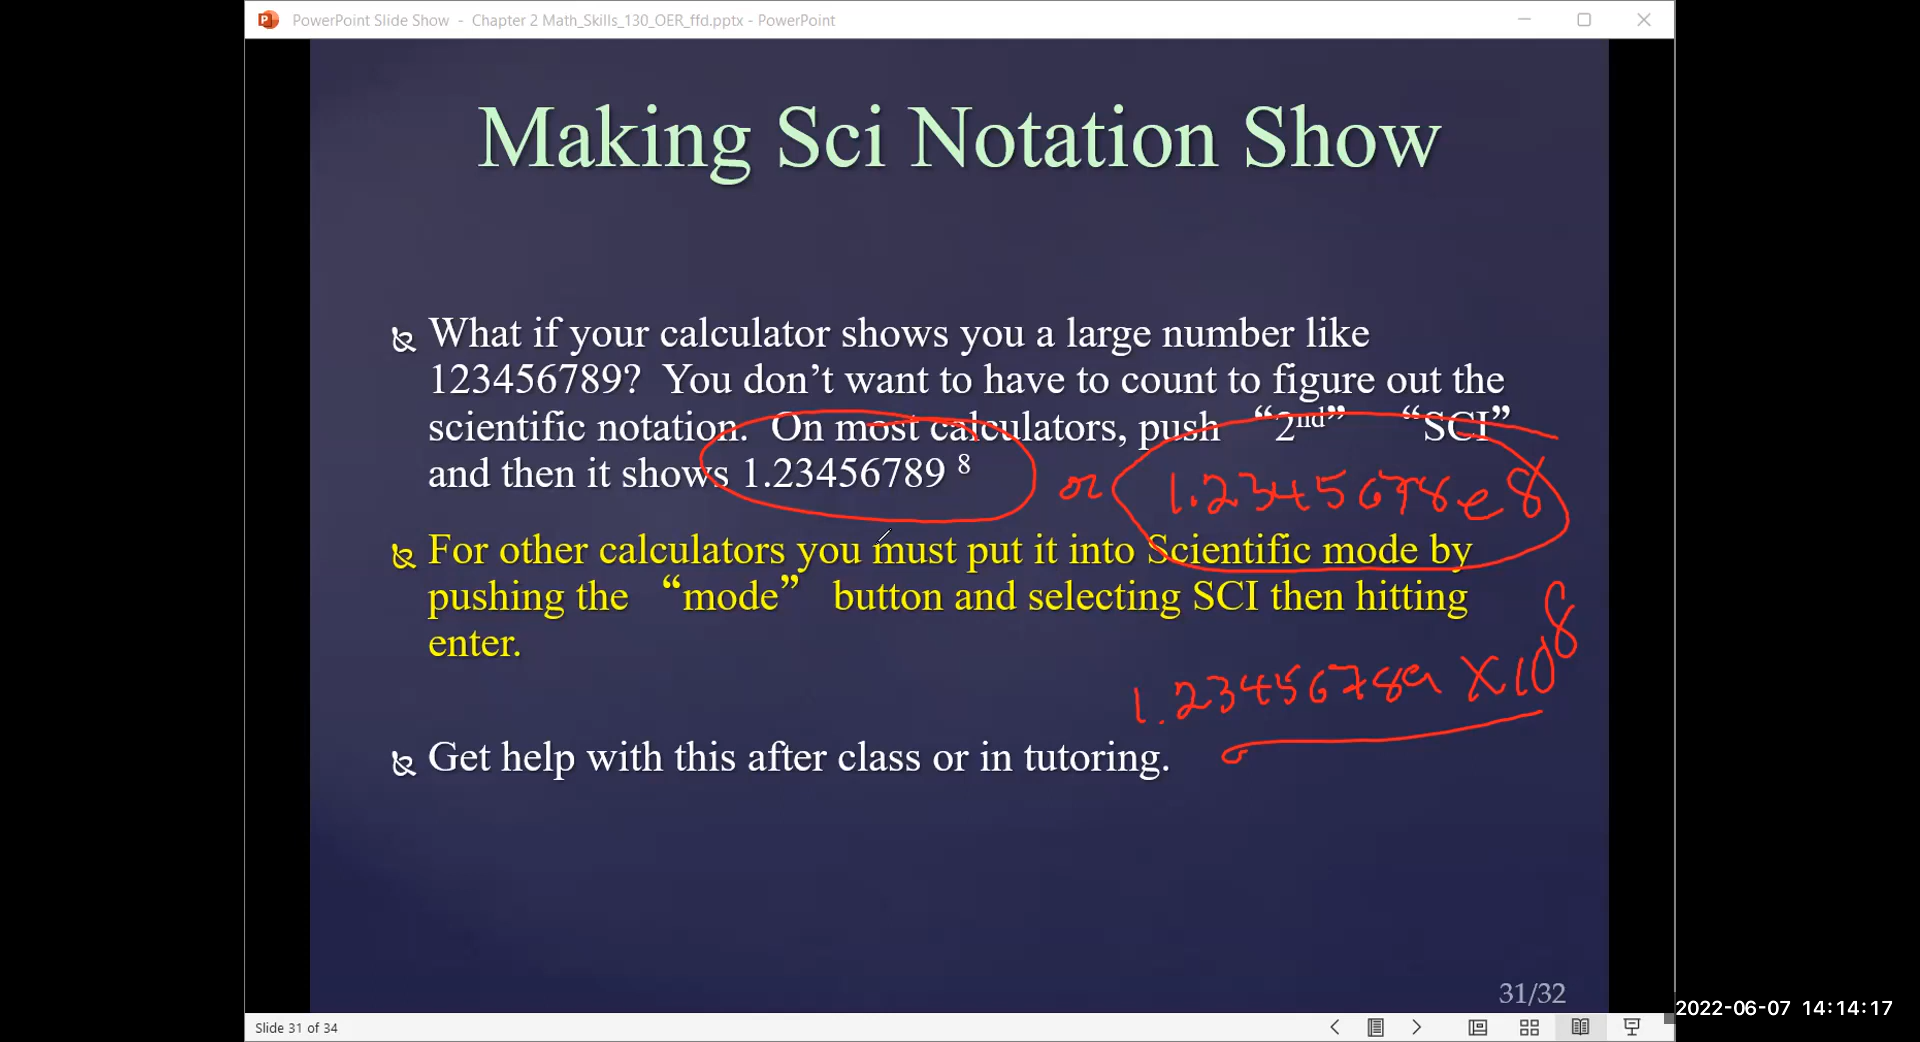 PowerPoint Slide Show - Chapter 2 Math_Skills_130_OER_ffd.pptx - PowerPoint
Making Sci Notation Show
What if your calculator shows you a large number like
123456789? You don’t want to have to count to figure out the
scientific notation. On most calculators, push “2nd” “SCI”
and then it shows 1.23456789 8
or 1.2345678e8
For other calculators you must put it into Scientific mode by
pushing the “mode” button and selecting SCI then hitting
enter.
1.23456789 X10 8
Get help with this after class or in tutoring.
31/32
Slide 31 of 34
2022-06-07 14:14:17